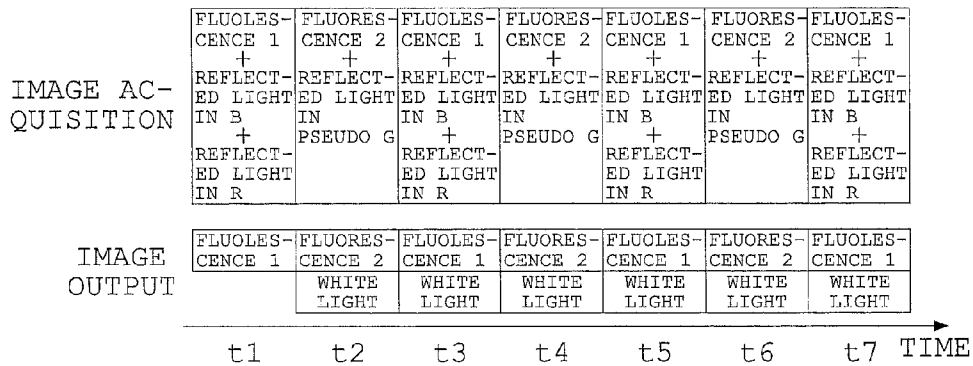 IMAGE AC-
QUISITION
FLUOLES-
CENCE 1
+
REFLECT-
ED LIGHT
IN B
+
REFLECT-
ED LIGHT
IN R
FLUORES-
CENCE 2
+
REFLECT-
ED LIGHT
IN
PSEUDO G
FLUOLES-
CENCE 1
+
REFLECT-
ED LIGHT
IN B
+
REFLECT-
ED LIGHT
IN R
FLUORES-
CENCE 2
+
REFLECT-
ED LIGHT
IN
PSEUDO G
FLUOLES-
CENCE 1
+
REFLECT-
ED LIGHT
IN B
+
REFLECT-
ED LIGHT
IN R
FLUORES-
CENCE 2
+
REFLECT-
ED LIGHT
IN
PSEUDO G
FLUOLES-
CENCE 1
+
REFLECT-
ED LIGHT
IN B
+
REFLECT-
ED LIGHT
IN R
IMAGE
OUTPUT
FLUOLES-
CENCE 1
FLUORES-
CENCE 2
FLUOLES-
CENCE 1
FLUORES-
CENCE 2
FLUOLES-
CENCE 1
FLUORES-
CENCE 2
FLUOLES-
CENCE 1
WHITE
LIGHT
WHITE
LIGHT
WHITE
LIGHT
WHITE
LIGHT
WHITE
LIGHT
WHITE
LIGHT
t1 t2 t3 t4 t5 t6 t7 TIME